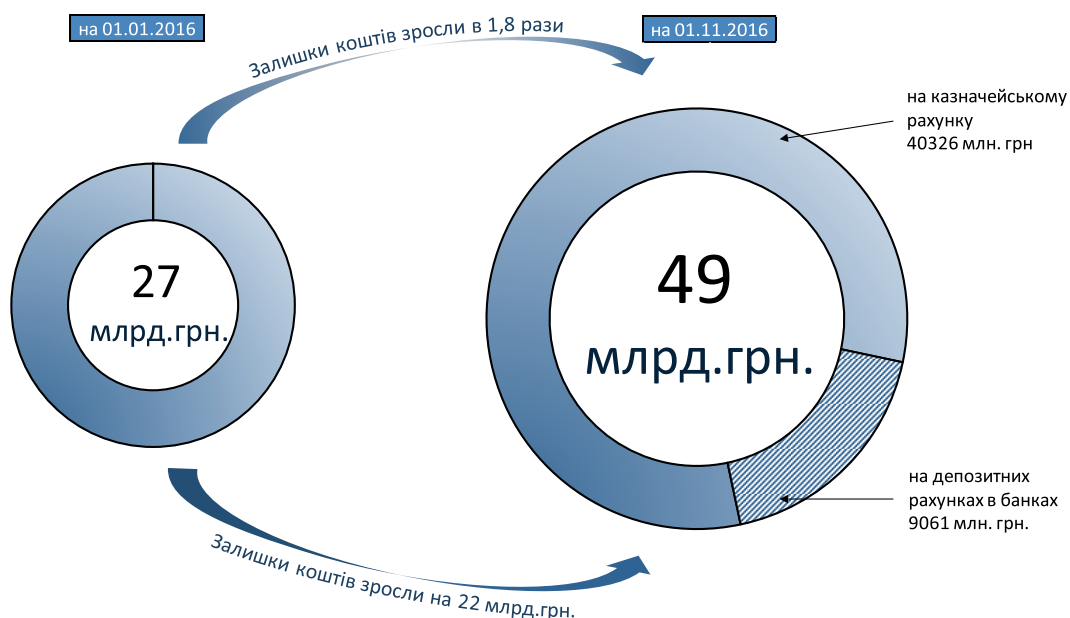 на 01.01.2016
Залишки коштів зросли в 1,8 рази
на 01.11.2016
на казначейському
рахунку
40326 млн. грн
27
млрд.грн.
49
млрд.грн.
на депозитних
рахунках в банках
9061 млн. грн.
Залишки коштів зросли на 22 млрд.грн.